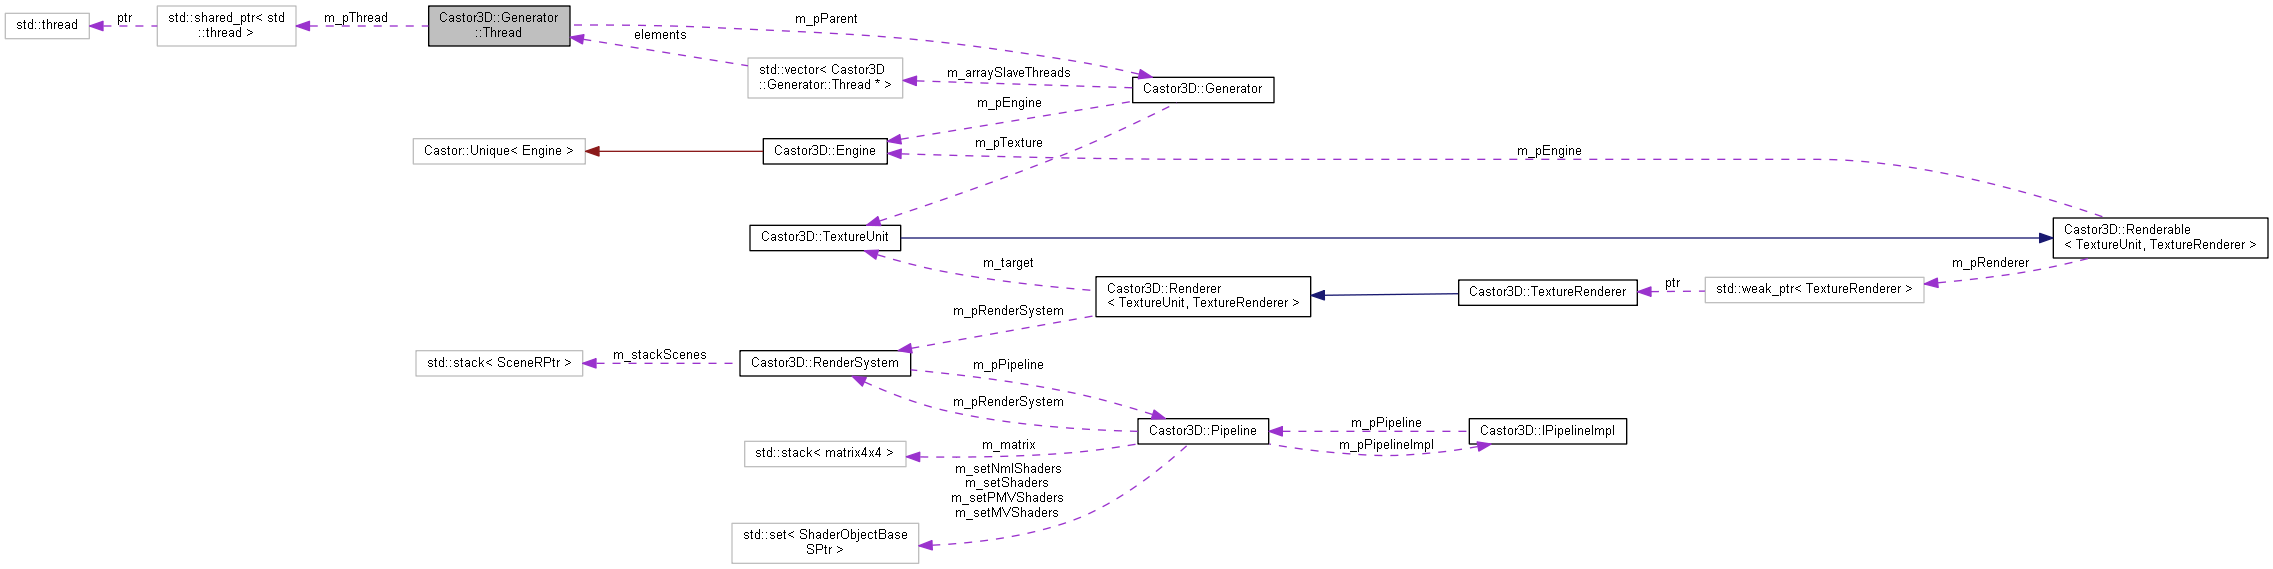 std::thread
ptr
std::shared_ptr< std
::thread >
m_pThread
Castor3D::Generator
::Thread
m_pParent
elements
std::vector< Castor3D
::Generator::Thread * >
m_arraySlaveThreads
Castor3D::Generator
m_pEngine
Castor::Unique< Engine >
Castor3D::Engine
m_pTexture
m_pEngine
Castor3D::TextureUnit
Castor3D::Renderable
< TextureUnit, TextureRenderer >
m_target
Castor3D::Renderer
< TextureUnit, TextureRenderer >
Castor3D::TextureRenderer
ptr
std::weak_ptr< TextureRenderer >
m_pRenderer
m_pRenderSystem
std::stack< SceneRPtr >
m_stackScenes
Castor3D::RenderSystem
m_pPipeline
m_pRenderSystem
Castor3D::Pipeline
m_pPipeline
m_pPipelineImpl
Castor3D::IPipelineImpl
std::stack< matrix4x4 >
m_matrix
m_setNmlShaders
m_setShaders
m_setPMVShaders
m_setMVShaders
std::set< ShaderObjectBase
SPtr >